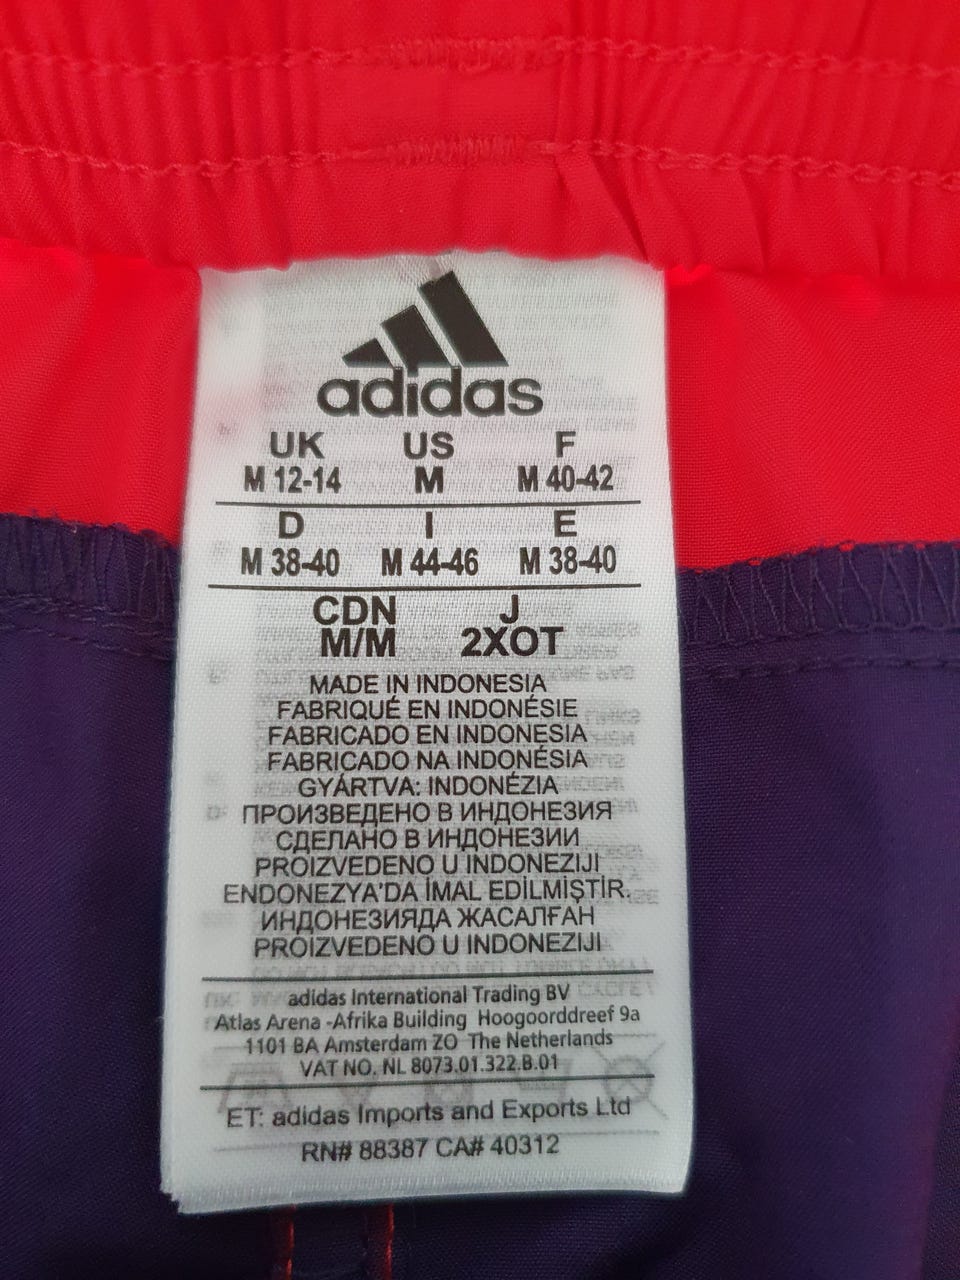 adidas
UK US F
M 12-14 M M 40-42
D I E
M 38-40 M 44-46 M 38-40
CDN J
M/M 2XOT
MADE IN INDONESIA
FABRIQUÉ EN INDONÉSIE
FABRICADO EN INDONESIA
FABRICADO NA INDONÉSIA
GYÁRTVA: INDONÉZIA
ПРОИЗВЕДЕНО В ИНДОНЕЗИЯ
СДЕЛАНО В ИНДОНЕЗИИ
PROIZVEDENO U INDONEZIJI
ENDONEZYA'DA İMAL EDİLMİŞTİR.
ИНДОНЕЗИЯДА ЖАСАЛҒАН
PROIZVEDENO U INDONEZIJI
adidas International Trading BV
Atlas Arena -Afrika Building Hoogoorddreef 9a
1101 BA Amsterdam ZO The Netherlands
VAT NO. NL 8073.01.322.B.01
ET: adidas Imports and Exports Ltd
RN# 88387 CA# 40312